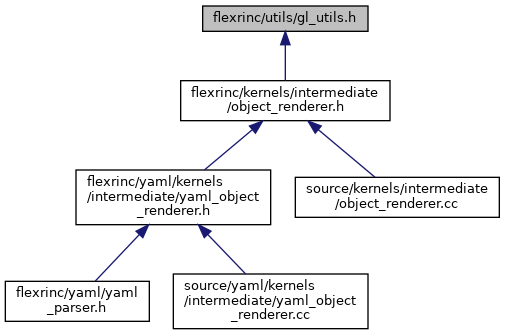 flexrinc/utils/gl_utils.h
flexrinc/kernels/intermediate
/object_renderer.h
flexrinc/yaml/kernels
/intermediate/yaml_object
_renderer.h
source/kernels/intermediate
/object_renderer.cc
flexrinc/yaml/yaml
_parser.h
source/yaml/kernels
/intermediate/yaml_object
_renderer.cc